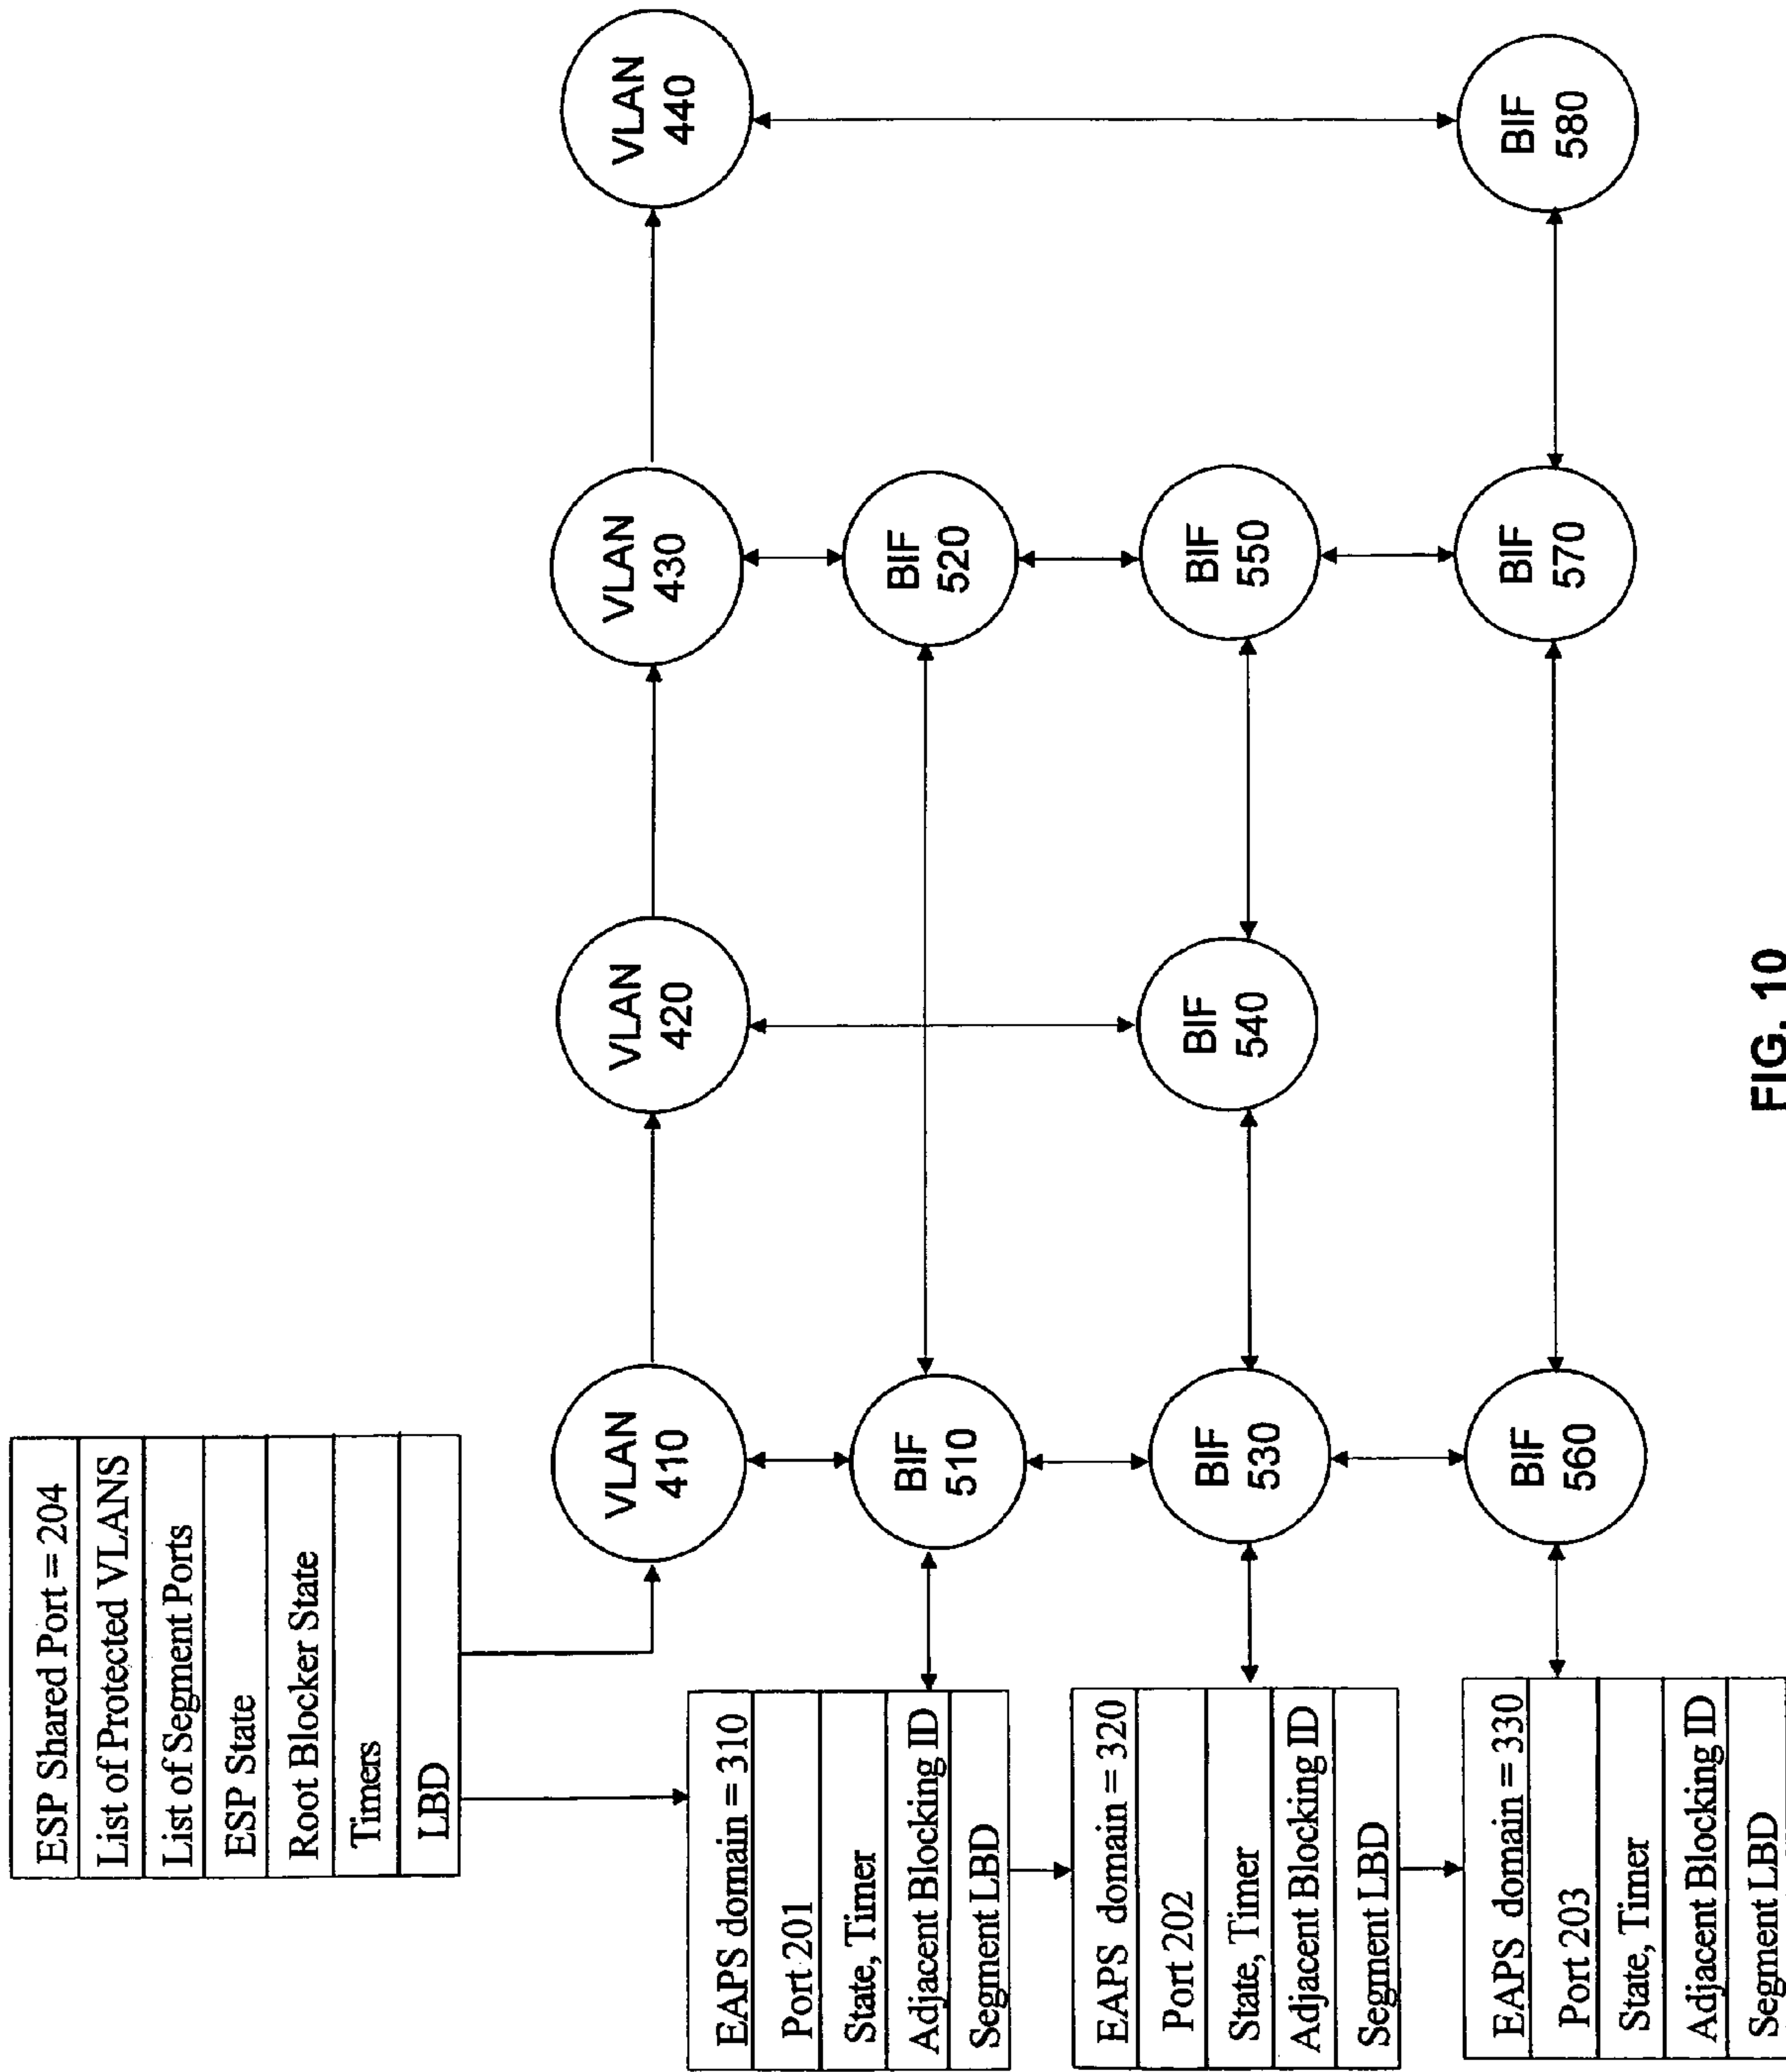 ESP Shared Port = 204
List of Protected VLANS
List of Segment Ports
ESP State
Root Blocker State
Timers
LBD
VLAN
410
VLAN
420
VLAN
430
VLAN
440
EAPS domain = 310
Port 201
State, Timer
Adjacent Blocking ID
Segment LBD
BIF
510
BIF
520
EAPS domain = 320
Port 202
State, Timer
Adjacent Blocking ID
Segment LBD
BIF
530
BIF
540
BIF
550
EAPS domain = 330
Port 203
State, Timer
Adjacent Blocking ID
Segment LBD
BIF
560
BIF
570
BIF
580
FIG. 10